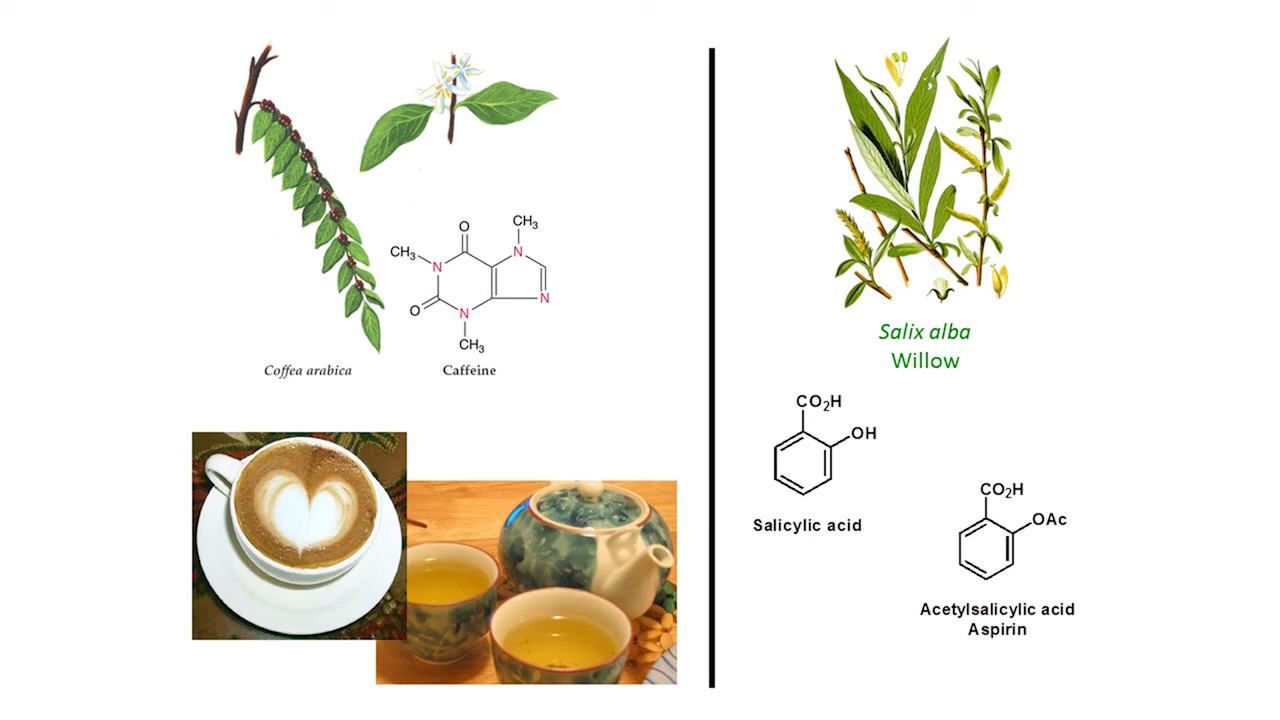 O
CH₃
CH₃
N
N
O
N
N
CH₃
Coffea arabica
Caffeine
Salix alba
Willow
CO₂H
OH
Salicylic acid
CO₂H
OAc
Acetylsalicylic acid
Aspirin